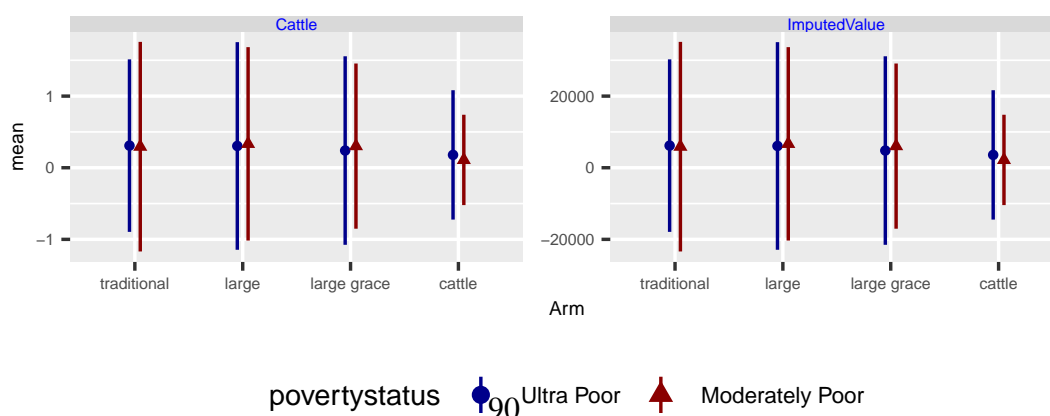 Cattle
ImputedValue
mean
1
0
−1
20000
0
−20000
traditional large large grace cattle
traditional large large grace cattle
Arm
povertystatus Ultra Poor Moderately Poor
90